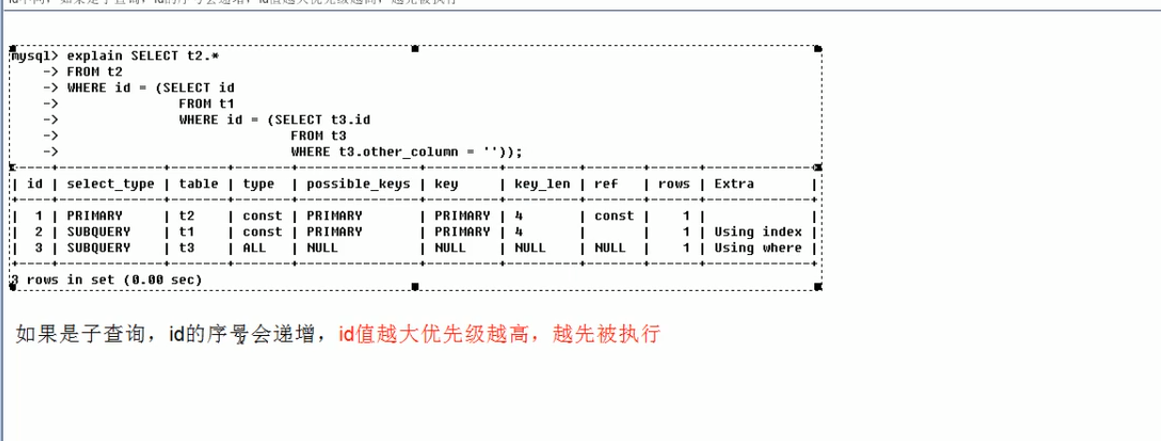 id不同，如果是子查询，id的序号会递增，id值越大优先级越高，越先被执行
mysql> explain SELECT t2.*
-> FROM t2
-> WHERE id = (SELECT id
-> FROM t1
-> WHERE id = (SELECT t3.id
-> FROM t3
-> WHERE t3.other_column = ''));
| id | select_type | table | type | possible_keys | key | key_len | ref | rows | Extra |
| 1 | PRIMARY | t2 | const | PRIMARY | PRIMARY | 4 | const | 1 | |
| 2 | SUBQUERY | t1 | const | PRIMARY | PRIMARY | 4 | | 1 | Using index |
| 3 | SUBQUERY | t3 | ALL | NULL | NULL | NULL | NULL | 1 | Using where |
3 rows in set (0.00 sec)
如果是子查询，id的序号会递增，id值越大优先级越高，越先被执行